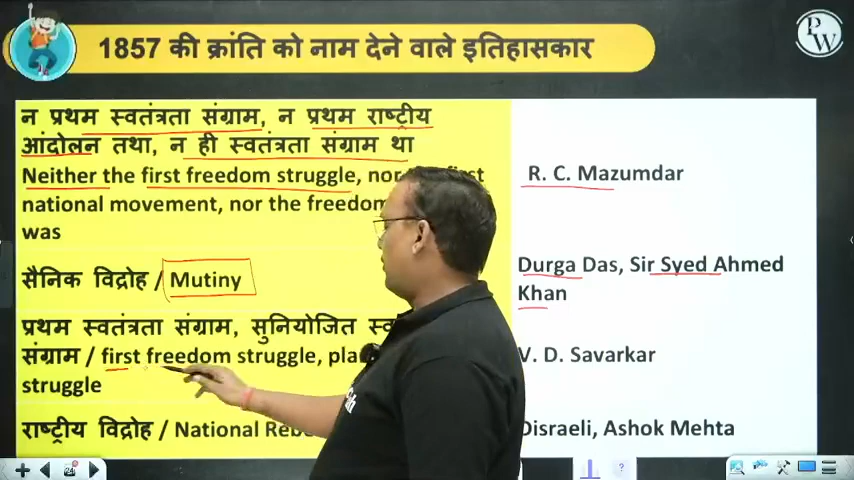 1857 की क्रांति को नाम देने वाले इतिहासकार
PW
न प्रथम स्वतंत्रता संग्राम, न प्रथम राष्ट्रीय
आंदोलन तथा, न ही स्वतंत्रता संग्राम था
Neither the first freedom struggle, nor
national movement, nor the
was
R. C. Mazumdar
सैनिक विद्रोह / Mutiny
Durga Das, Sir Syed Ahmed
Khan
प्रथम स्वतंत्रता संग्राम, सुनियोजित
संग्राम / first freedom struggle,
struggle
V. D. Savarkar
राष्ट्रीय विद्रोह / National
Disraeli, Ashok Mehta
24